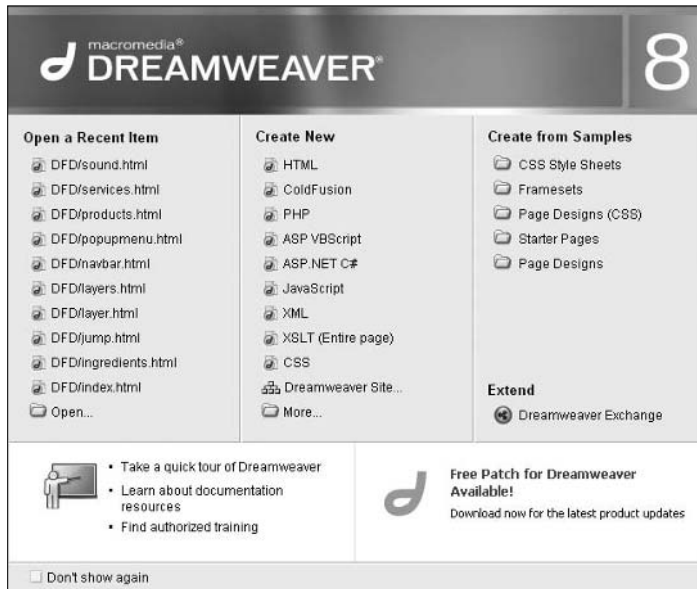 macromedia®
DREAMWEAVER®
8
Open a Recent Item
DFD/sound.html
DFD/services.html
DFD/products.html
DFD/popupmenu.html
DFD/navbar.html
DFD/layers.html
DFD/layer.html
DFD/jump.html
DFD/ingredients.html
DFD/index.html
Open...
Create New
HTML
ColdFusion
PHP
ASP VBScript
ASP.NET C#
JavaScript
XML
XSLT (Entire page)
CSS
Dreamweaver Site...
More...
Create from Samples
CSS Style Sheets
Framesets
Page Designs (CSS)
Starter Pages
Page Designs
Extend
Dreamweaver Exchange
• Take a quick tour of Dreamweaver
• Learn about documentation
resources
• Find authorized training
Free Patch for Dreamweaver
Available!
Download now for the latest product updates
Don't show again